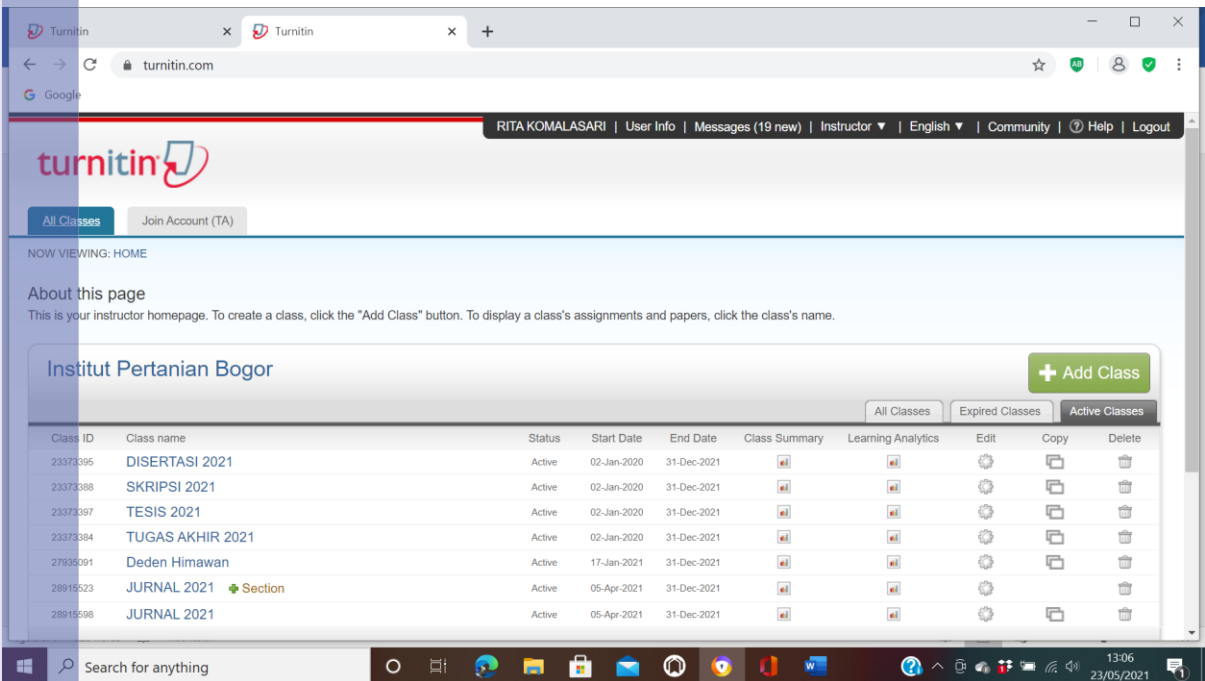 Turnitin Turnitin
turnitin.com
Google
RITA KOMALASARI | User Info | Messages (19 new) | Instructor ▼ | English ▼ | Community | ? Help | Logout
turnitin
All Classes Join Account (TA)
NOW VIEWING: HOME
About this page
This is your instructor homepage. To create a class, click the "Add Class" button. To display a class's assignments and papers, click the class's name.
Institut Pertanian Bogor Add Class
All Classes Expired Classes Active Classes
Class ID Class name Status Start Date End Date Class Summary Learning Analytics Edit Copy Delete
23373395 DISERTASI 2021 Active 02-Jan-2020 31-Dec-2021
23373388 SKRIPSI 2021 Active 02-Jan-2020 31-Dec-2021
23373397 TESIS 2021 Active 02-Jan-2020 31-Dec-2021
23373384 TUGAS AKHIR 2021 Active 02-Jan-2020 31-Dec-2021
27935091 Deden Himawan Active 17-Jan-2021 31-Dec-2021
28915523 JURNAL 2021 Section Active 05-Apr-2021 31-Dec-2021
28915598 JURNAL 2021 Active 05-Apr-2021 31-Dec-2021
Search for anything 13:06
23/05/2021